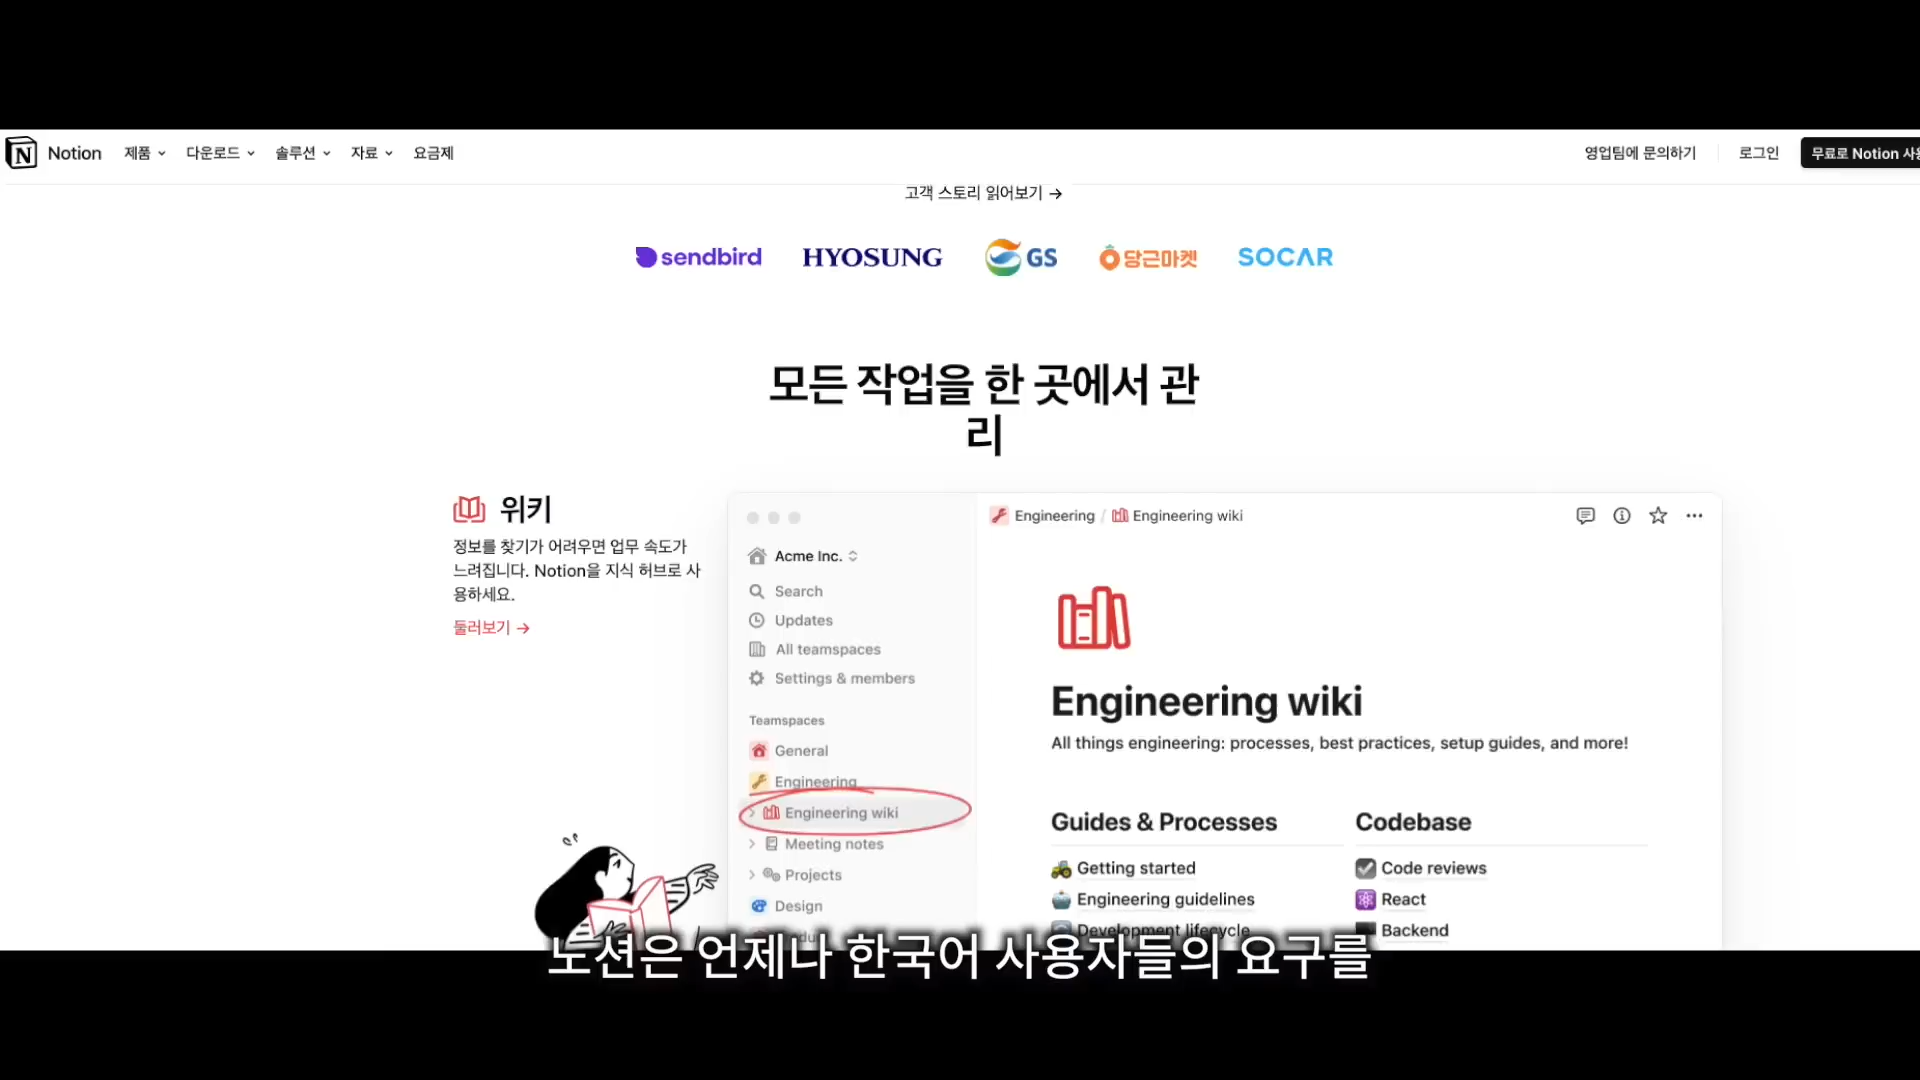 Notion 제품 다운로드 솔루션 자료 요금제 영업팀에 문의하기 로그인 무료로 Notion
고객 스토리 읽어보기 →
sendbird HYOSUNG GS 당근마켓 SOCAR
모든 작업을 한 곳에서 관
리
위키
정보를 찾기가 어려우면 업무 속도가
느려집니다. Notion을 지식 허브로 사
용하세요.
둘러보기 →
Acme Inc.
Search
Updates
All teamspaces
Settings & members
Teamspaces
General
Engineering
Engineering wiki
Meeting notes
Projects
Design
Engineering / Engineering wiki
Engineering wiki
All things engineering: processes, best practices, setup guides, and more!
Guides & Processes
Getting started
Engineering guidelines
Development lifecycle
Codebase
Code reviews
React
Backend
노션은 언제나 한국어 사용자들의 요구를